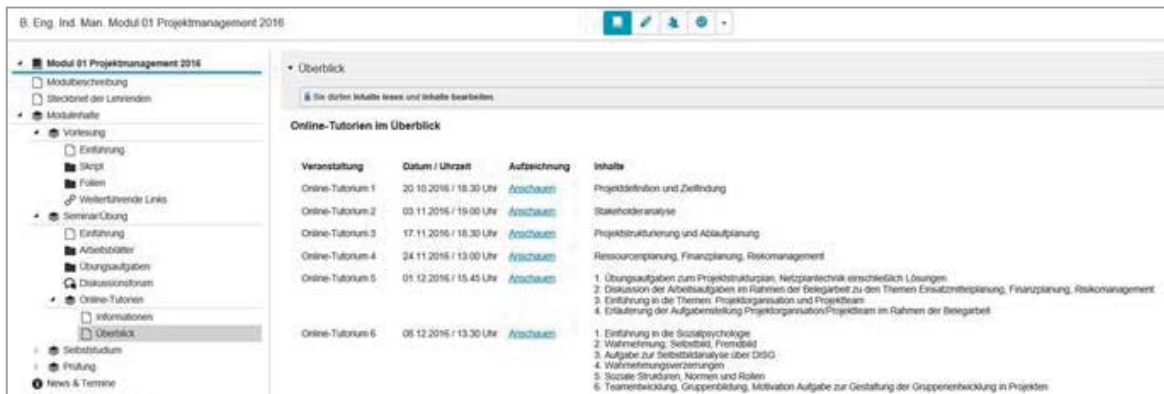 B. Eng. Ind. Man. Modul 01 Projektmanagement 2016
Modul 01 Projektmanagement 2016
Modulbeschreibung
Steckbrief der Lehrenden
Modulinhalte
Vorlesung
Einführung
Skript
Folien
Weiterführende Links
Seminar/Übung
Einführung
Arbeitsblätter
Übungsaufgaben
Diskussionsforum
Online-Tutorien
Informationen
Überblick
Selbststudium
Prüfung
News & Termine
Überblick
Sie dürfen Inhalte lesen und Inhalte bearbeiten
Online-Tutorien im Überblick
Veranstaltung Datum / Uhrzeit Aufzeichnung Inhalte
Online-Tutorium 1 20.10.2016 / 18.30 Uhr Anschauen Projektdefinition und Zielfindung
Online-Tutorium 2 03.11.2016 / 19.00 Uhr Anschauen Stakeholderanalyse
Online-Tutorium 3 17.11.2016 / 18.30 Uhr Anschauen Projektstrukturierung und Ablaufplanung
Online-Tutorium 4 24.11.2016 / 13.00 Uhr Anschauen Ressourcenplanung, Finanzplanung, Risikomanagement
Online-Tutorium 5 01.12.2016 / 15.45 Uhr Anschauen 1. Übungsaufgaben zum Projektstrukturplan, Netzplantechnik einschließlich Lösungen
2. Diskussion der Arbeitsaufgaben im Rahmen der Belegarbeit zu den Themen Einsatzmittelplanung, Finanzplanung, Risikomanagement
3. Einführung in die Themen: Projektorganisation und Projektteam
4. Erläuterung der Aufgabenstellung Projektorganisation/Projektteam im Rahmen der Belegarbeit
Online-Tutorium 6 08.12.2016 / 13.30 Uhr Anschauen 1. Einführung in die Sozialpsychologie
2. Wahrnehmung, Selbstbild, Fremdbild
3. Aufgabe zur Selbstbildanalyse über DISG
4. Wahrnehmungsverzerrungen
5. Soziale Strukturen, Normen und Rollen
6. Teamentwicklung, Gruppenbildung, Motivation Aufgabe zur Gestaltung der Gruppenentwicklung in Projekten